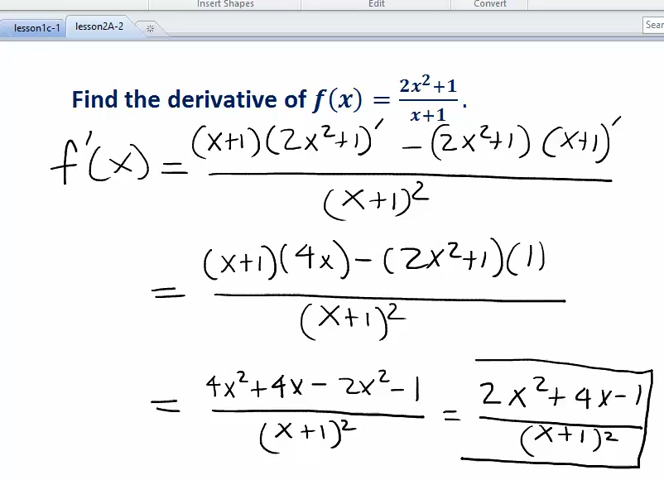 Insert Shapes Edit Convert
lesson1c-1 lesson2A-2
Find the derivative of f(x) = (2x²+1)/(x+1).
f'(x) = ((x+1)(2x²+1)' - (2x²+1)(x+1)')/(x+1)²
= ((x+1)(4x) - (2x²+1)(1))/(x+1)²
= (4x²+4x - 2x² - 1)/(x+1)² = (2x²+4x-1)/(x+1)²